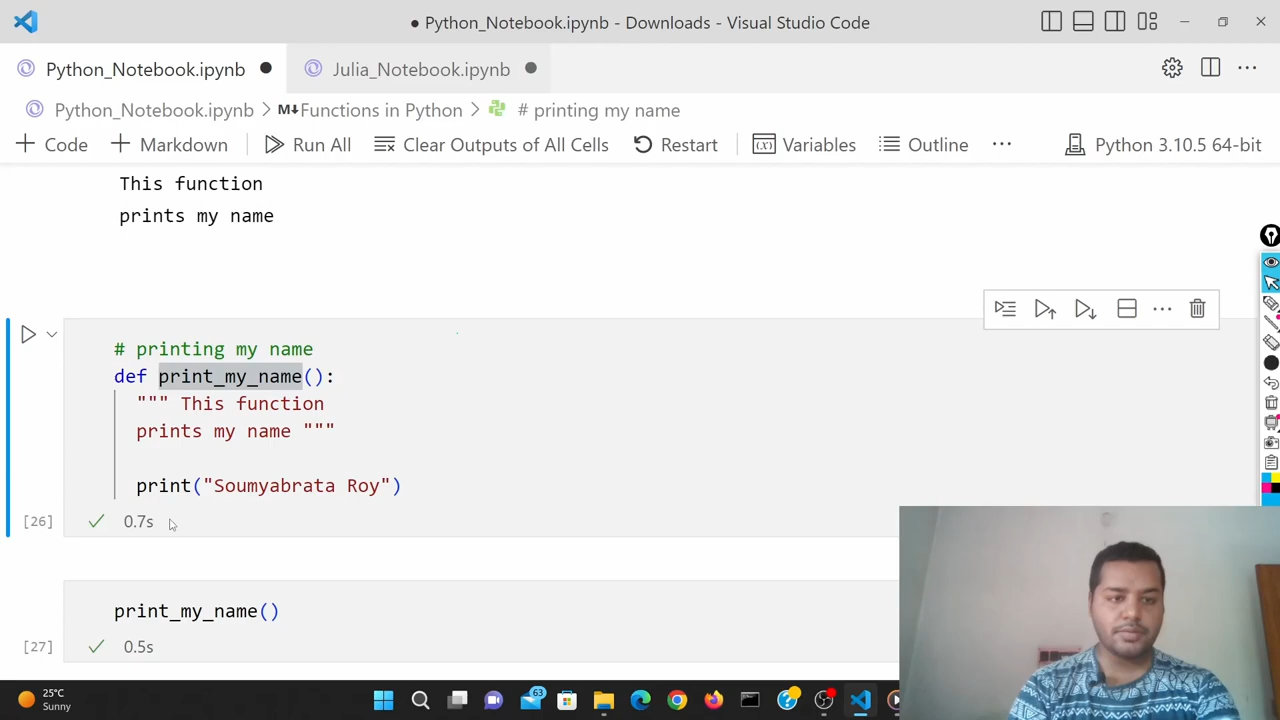 ● Python_Notebook.ipynb - Downloads - Visual Studio Code
Python_Notebook.ipynb ●
Julia_Notebook.ipynb ●
Python_Notebook.ipynb > M↓Functions in Python > # printing my name
+ Code + Markdown Run All Clear Outputs of All Cells Restart Variables Outline ··· Python 3.10.5 64-bit
This function
prints my name
# printing my name
def print_my_name():
""" This function
prints my name """
print("Soumyabrata Roy")
[26] 0.7s
print_my_name()
[27] 0.5s
25°C
Sunny
63